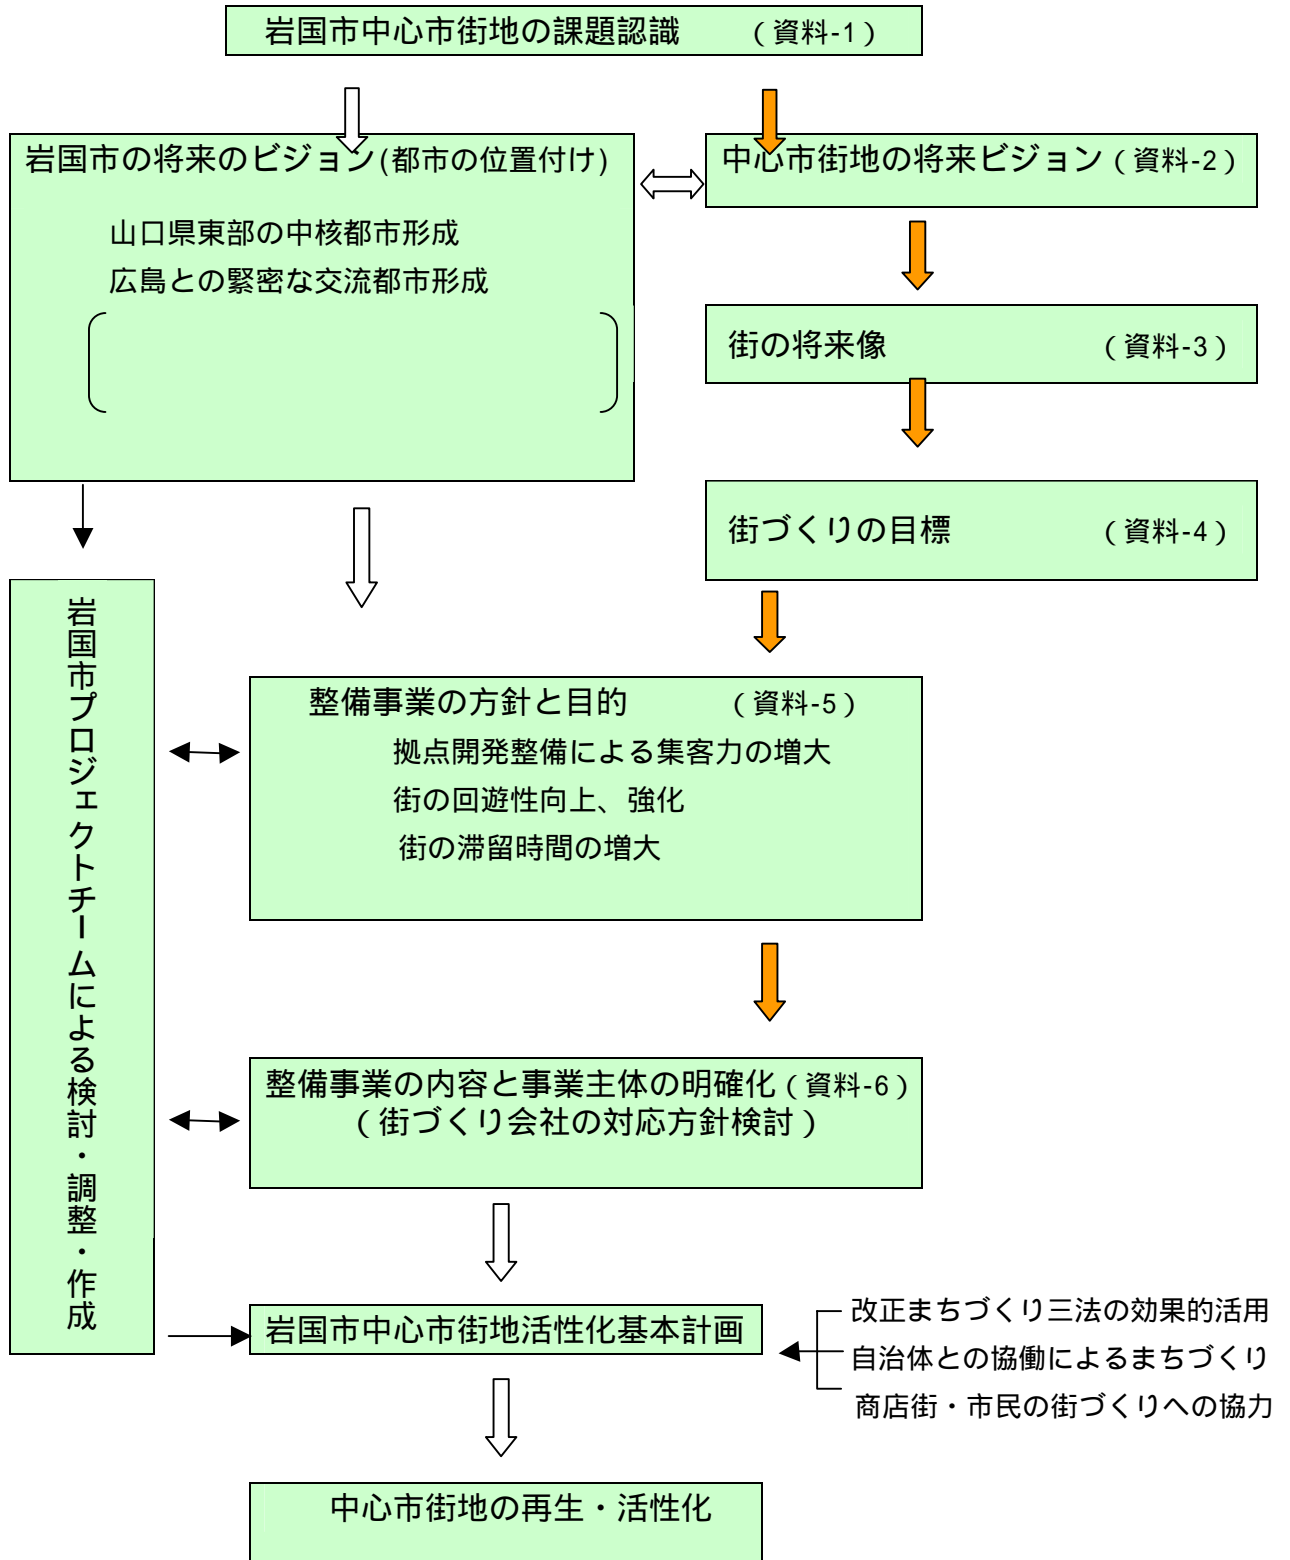 岩国市中心市街地の課題認識 （資料-1）
岩国市の将来のビジョン(都市の位置付け)
山口県東部の中核都市形成
広島との緊密な交流都市形成
中心市街地の将来ビジョン（資料-2）
街の将来像 （資料-3）
街づくりの目標 （資料-4）
岩国市プロジェクトチームによる検討・調整・作成
整備事業の方針と目的 （資料-5）
拠点開発整備による集客力の増大
街の回遊性向上、強化
街の滞留時間の増大
整備事業の内容と事業主体の明確化（資料-6）
（街づくり会社の対応方針検討）
岩国市中心市街地活性化基本計画
改正まちづくり三法の効果的活用
自治体との協働によるまちづくり
商店街・市民の街づくりへの協力
中心市街地の再生・活性化